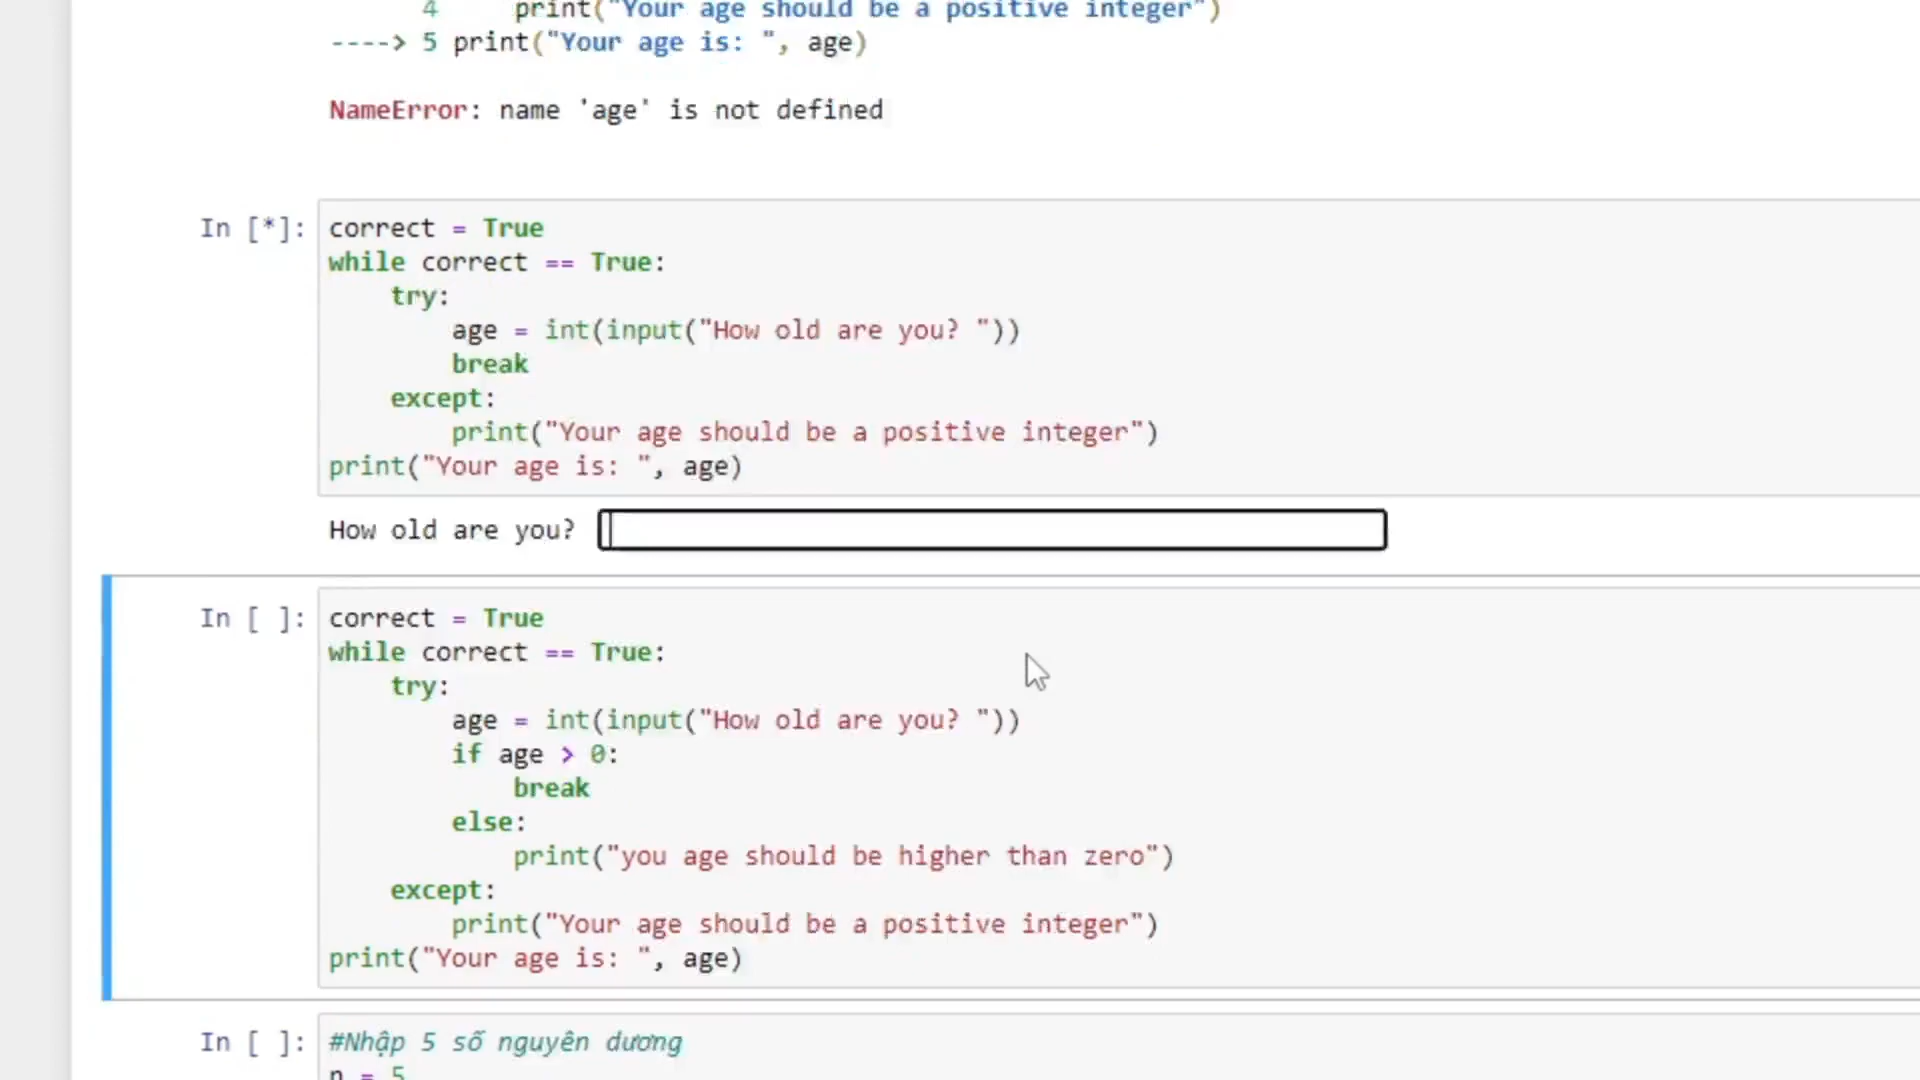 4     print("Your age should be a positive integer")
----> 5 print("Your age is: ", age)
NameError: name 'age' is not defined
In [*]: correct = True
while correct == True:
    try:
        age = int(input("How old are you? "))
        break
    except:
        print("Your age should be a positive integer")
print("Your age is: ", age)
How old are you?
In [ ]: correct = True
while correct == True:
    try:
        age = int(input("How old are you? "))
        if age > 0:
            break
        else:
            print("you age should be higher than zero")
    except:
        print("Your age should be a positive integer")
print("Your age is: ", age)
In [ ]: #Nhập 5 số nguyên dương
n = 5